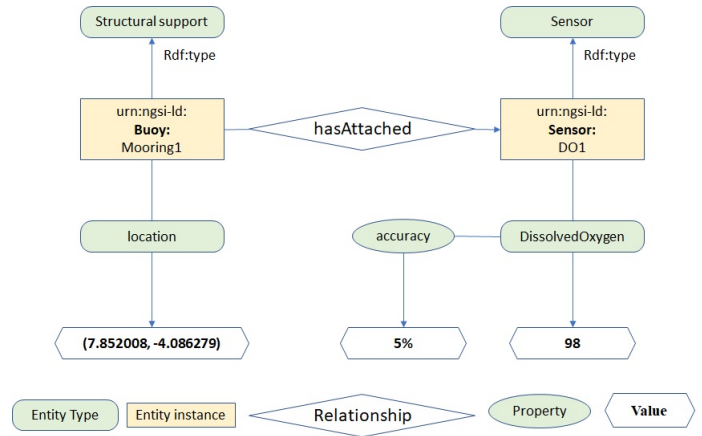 Structural support
Sensor
Rdf:type
Rdf:type
urn:ngsi-ld:
Buoy:
Mooring1
hasAttached
urn:ngsi-ld:
Sensor:
DO1
location
accuracy
DissolvedOxygen
(7.852008, -4.086279)
5%
98
Entity Type
Entity instance
Relationship
Property
Value